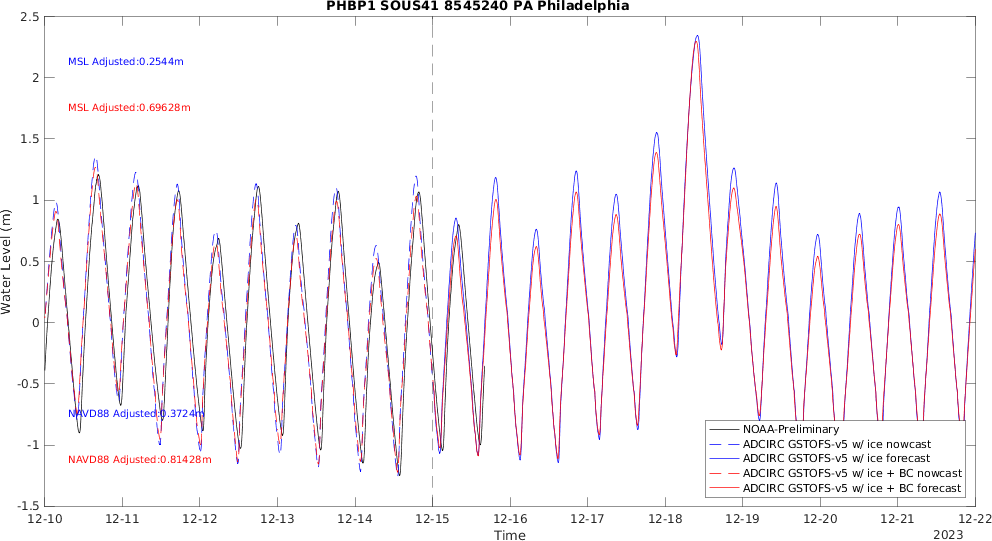 PHBP1 SOUS41 8545240 PA Philadelphia
2.5
2
1.5
1
0.5
0
-0.5
-1
-1.5
Water Level (m)
MSL Adjusted:0.2544m
MSL Adjusted:0.69628m
NAVD88 Adjusted:0.3724m
NAVD88 Adjusted:0.81428m
NOAA-Preliminary
ADCIRC GSTOFS-v5 w/ ice nowcast
ADCIRC GSTOFS-v5 w/ ice forecast
ADCIRC GSTOFS-v5 w/ ice + BC nowcast
ADCIRC GSTOFS-v5 w/ ice + BC forecast
12-10 12-11 12-12 12-13 12-14 12-15 12-16 12-17 12-18 12-19 12-20 12-21 12-22
Time
2023